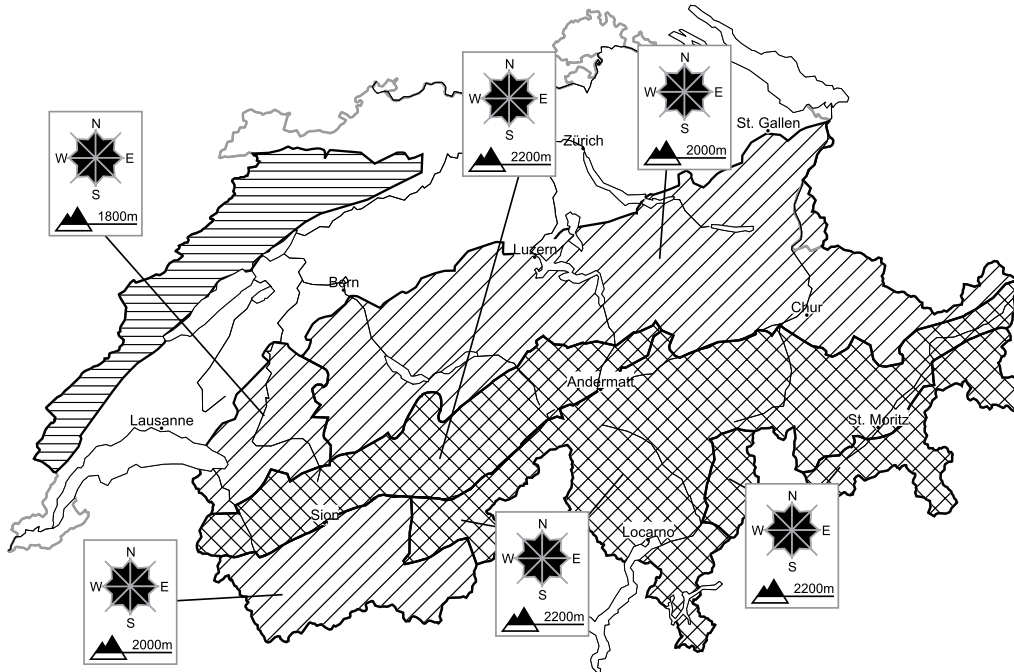 N
W E
S
2200m
N
W E
S
2000m
N
W E
S
1800m
St. Gallen
Zürich
Luzern
Bern
Chur
Andermatt
Lausanne
St. Moritz
Sion
Locarno
N
W E
S
2000m
N
W E
S
2200m
N
W E
S
2200m